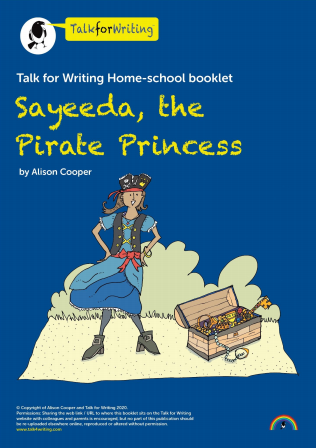 TalkforWriting
Talk for Writing Home-school booklet
Sayeeda, the
Pirate Princess
by Alison Cooper
© Copyright of Alison Cooper and Talk for Writing 2020.
Permissions: Sharing the web link / URL to where this booklet sits on the Talk for Writing
website with colleagues and parents is encouraged, but no part of this publication should
be re-uploaded elsewhere online, reproduced or altered without permission.
www.talk4writing.com